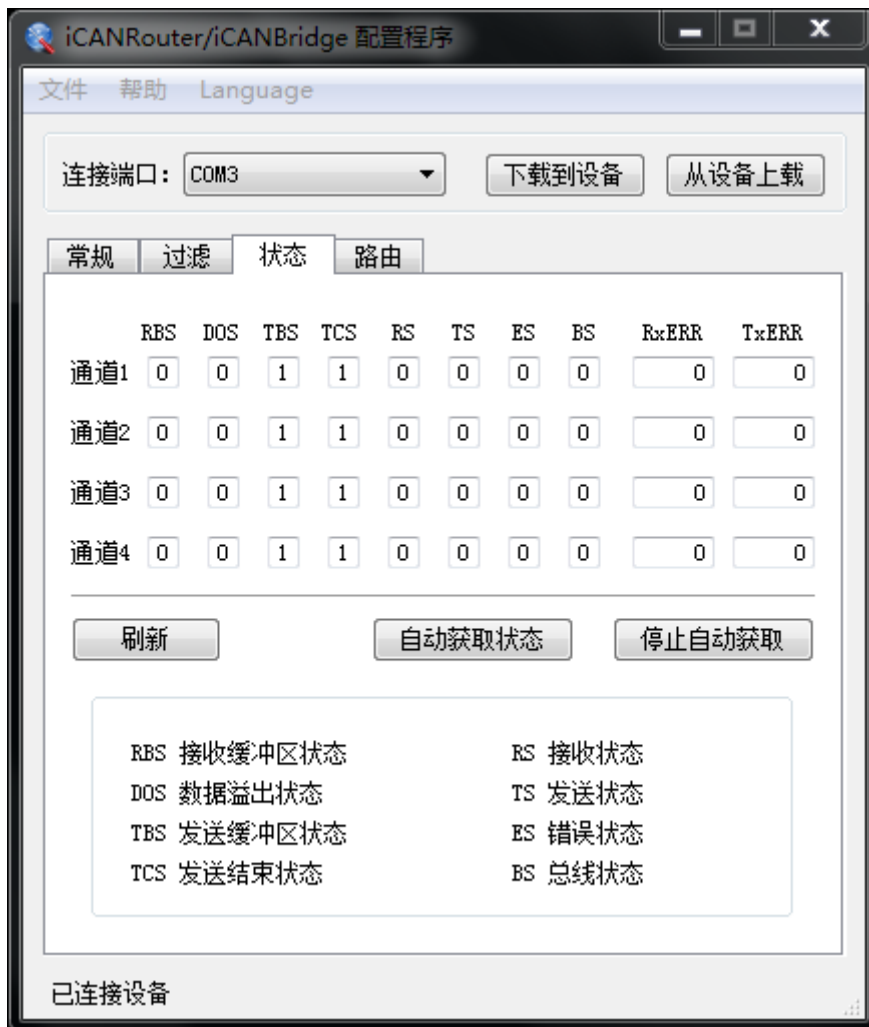 iCANRouter/iCANBridge 配置程序
文件 帮助 Language
连接端口: COM3 下载到设备 从设备上载
常规 过滤 状态 路由
RBS DOS TBS TCS RS TS ES BS RxERR TxERR
通道1 0 0 1 1 0 0 0 0 0 0
通道2 0 0 1 1 0 0 0 0 0 0
通道3 0 0 1 1 0 0 0 0 0 0
通道4 0 0 1 1 0 0 0 0 0 0
刷新 自动获取状态 停止自动获取
RBS 接收缓冲区状态 RS 接收状态
DOS 数据溢出状态 TS 发送状态
TBS 发送缓冲区状态 ES 错误状态
TCS 发送结束状态 BS 总线状态
已连接设备